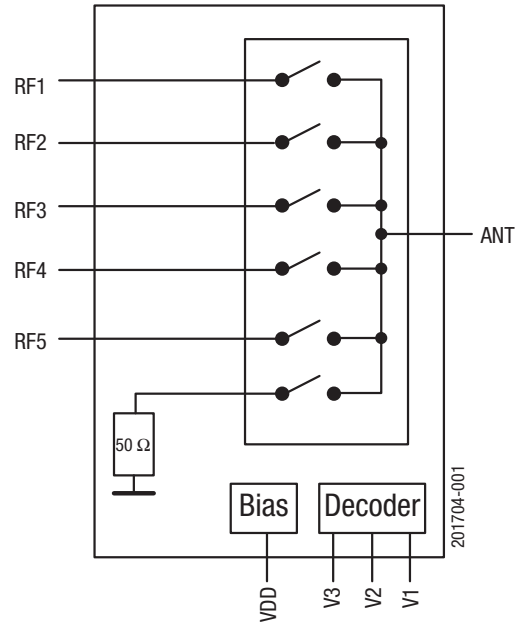 RF1
RF2
RF3
ANT
RF4
RF5
50 Ω
Bias
Decoder
201704-001
VDD
V3
V2
V1